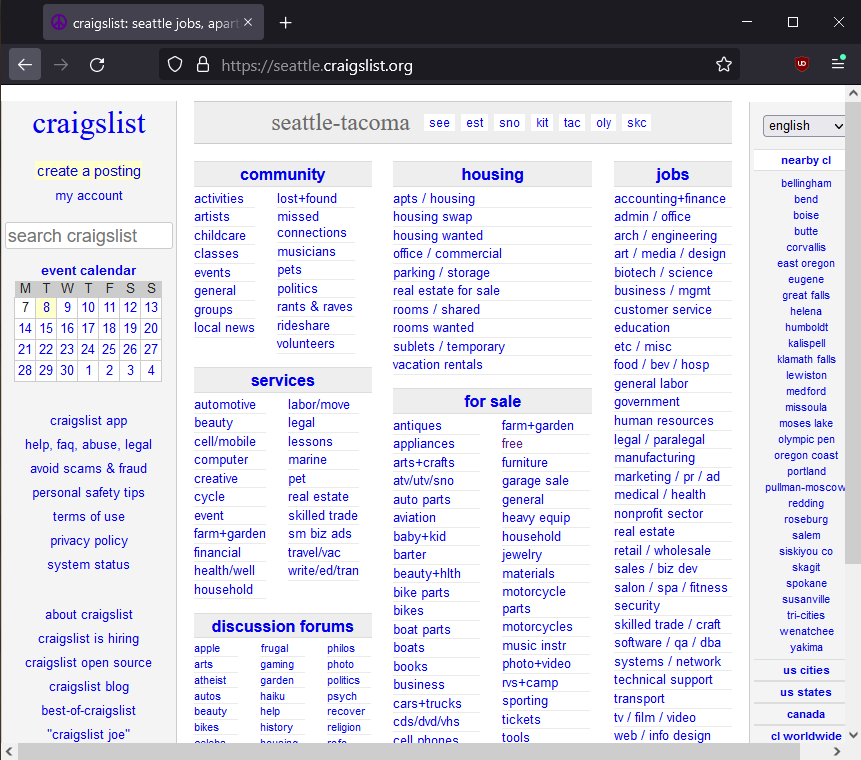 craigslist: seattle jobs, apart
https://seattle.craigslist.org
craigslist
create a posting
my account
search craigslist
event calendar
M T W T F S S
7 8 9 10 11 12 13
14 15 16 17 18 19 20
21 22 23 24 25 26 27
28 29 30 1 2 3 4
craigslist app
help, faq, abuse, legal
avoid scams & fraud
personal safety tips
terms of use
privacy policy
system status
about craigslist
craigslist is hiring
craigslist open source
craigslist blog
best-of-craigslist
"craigslist joe"
seattle-tacoma see est sno kit tac oly skc
community
activities
artists
childcare
classes
events
general
groups
local news
lost+found
missed
connections
musicians
pets
politics
rants & raves
rideshare
volunteers
services
automotive
beauty
cell/mobile
computer
creative
cycle
event
farm+garden
financial
health/well
household
labor/move
legal
lessons
marine
pet
real estate
skilled trade
sm biz ads
travel/vac
write/ed/tran
discussion forums
apple
arts
atheist
autos
beauty
bikes
celebs
frugal
gaming
garden
haiku
help
history
housing
philos
photo
politics
psych
recover
religion
rofo
housing
apts / housing
housing swap
housing wanted
office / commercial
parking / storage
real estate for sale
rooms / shared
rooms wanted
sublets / temporary
vacation rentals
for sale
antiques
appliances
arts+crafts
atv/utv/sno
auto parts
aviation
baby+kid
barter
beauty+hlth
bike parts
bikes
boat parts
boats
books
business
cars+trucks
cds/dvd/vhs
cell phones
farm+garden
free
furniture
garage sale
general
heavy equip
household
jewelry
materials
motorcycle
parts
motorcycles
music instr
photo+video
rvs+camp
sporting
tickets
tools
jobs
accounting+finance
admin / office
arch / engineering
art / media / design
biotech / science
business / mgmt
customer service
education
etc / misc
food / bev / hosp
general labor
government
human resources
legal / paralegal
manufacturing
marketing / pr / ad
medical / health
nonprofit sector
real estate
retail / wholesale
sales / biz dev
salon / spa / fitness
security
skilled trade / craft
software / qa / dba
systems / network
technical support
transport
tv / film / video
web / info design
english
nearby cl
bellingham
bend
boise
butte
corvallis
east oregon
eugene
great falls
helena
humboldt
kalispell
klamath falls
lewiston
medford
missoula
moses lake
olympic pen
oregon coast
portland
pullman-moscow
redding
roseburg
salem
siskiyou co
skagit
spokane
susanville
tri-cities
wenatchee
yakima
us cities
us states
canada
cl worldwide